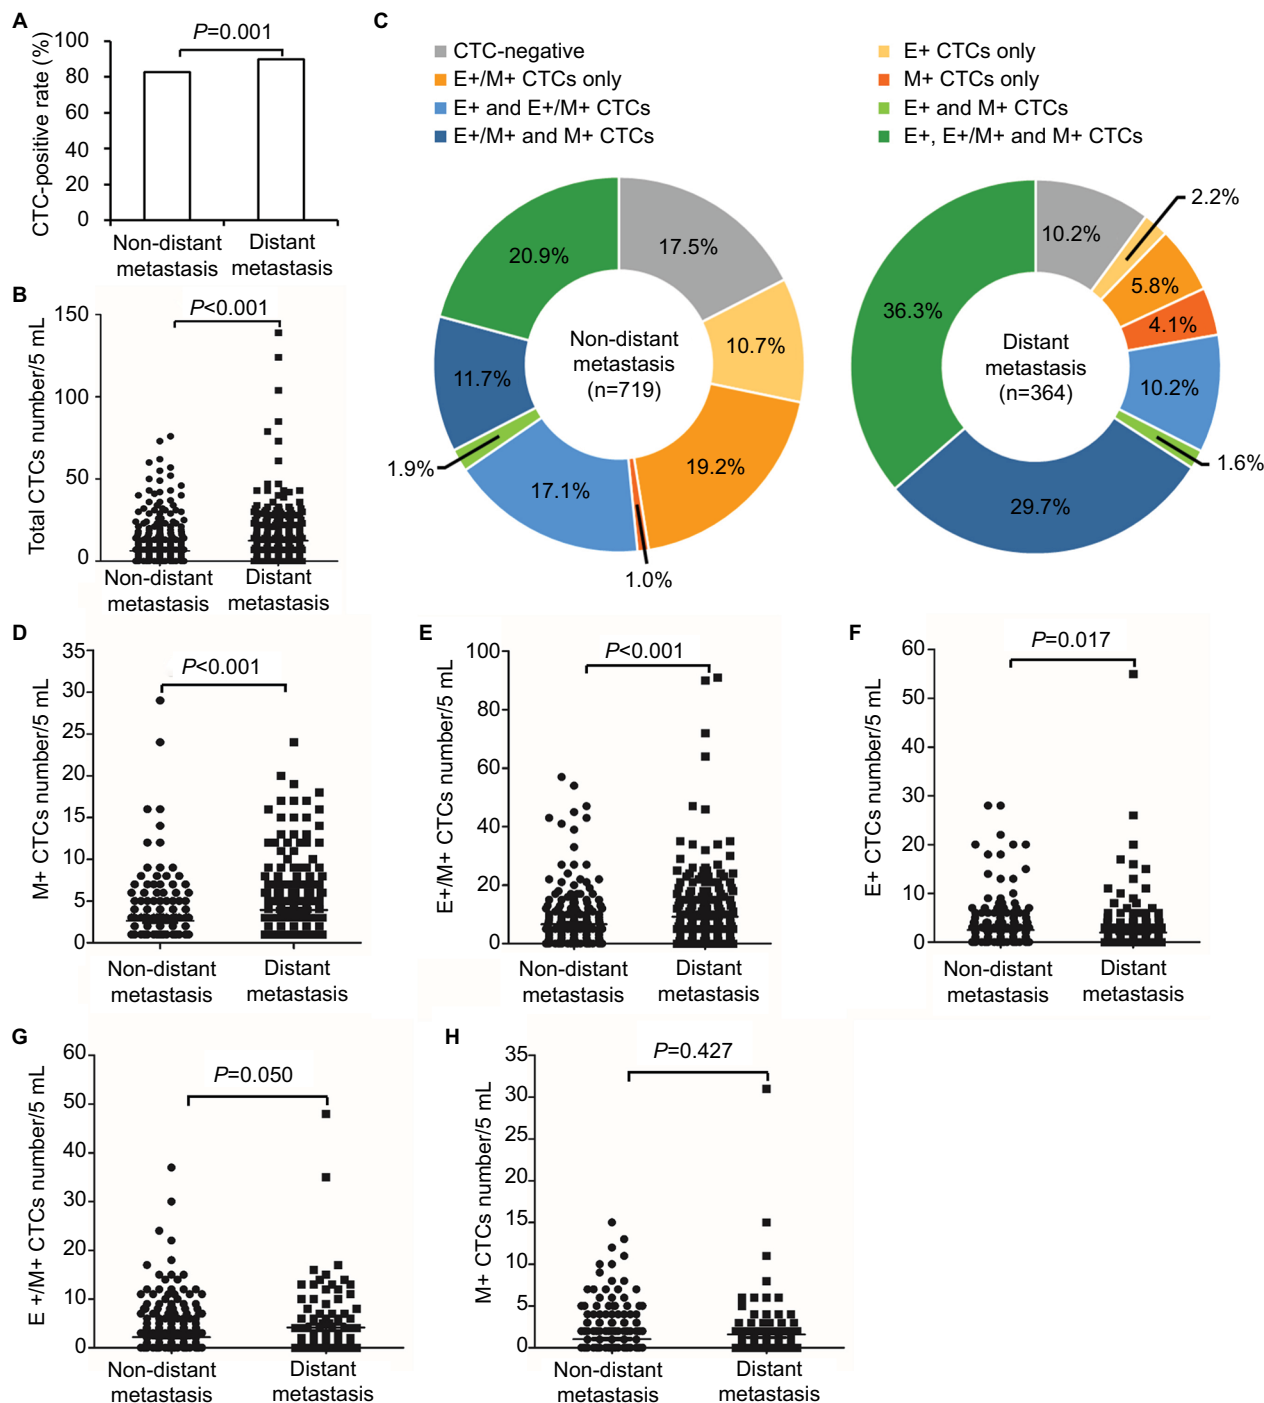 A
P=0.001
CTC-positive rate (%)
100
80
60
40
20
0
Non-distant
metastasis
Distant
metastasis
B
P<0.001
Total CTCs number/5 mL
150
100
50
0
Non-distant
metastasis
Distant
metastasis
C
CTC-negative
E+/M+ CTCs only
E+ and E+/M+ CTCs
E+/M+ and M+ CTCs
E+ CTCs only
M+ CTCs only
E+ and M+ CTCs
E+, E+/M+ and M+ CTCs
17.5%
10.7%
19.2%
1.0%
17.1%
1.9%
11.7%
20.9%
Non-distant
metastasis
(n=719)
10.2%
2.2%
5.8%
4.1%
10.2%
1.6%
29.7%
36.3%
Distant
metastasis
(n=364)
D
P<0.001
M+ CTCs number/5 mL
35
30
25
20
15
10
5
0
Non-distant
metastasis
Distant
metastasis
E
P<0.001
E+/M+ CTCs number/5 mL
100
80
60
40
20
0
Non-distant
metastasis
Distant
metastasis
F
P=0.017
E+ CTCs number/5 mL
60
50
40
30
20
10
0
Non-distant
metastasis
Distant
metastasis
G
P=0.050
E +/M+ CTCs number/5 mL
60
50
40
30
20
10
0
Non-distant
metastasis
Distant
metastasis
H
P=0.427
M+ CTCs number/5 mL
35
30
25
20
15
10
5
0
Non-distant
metastasis
Distant
metastasis